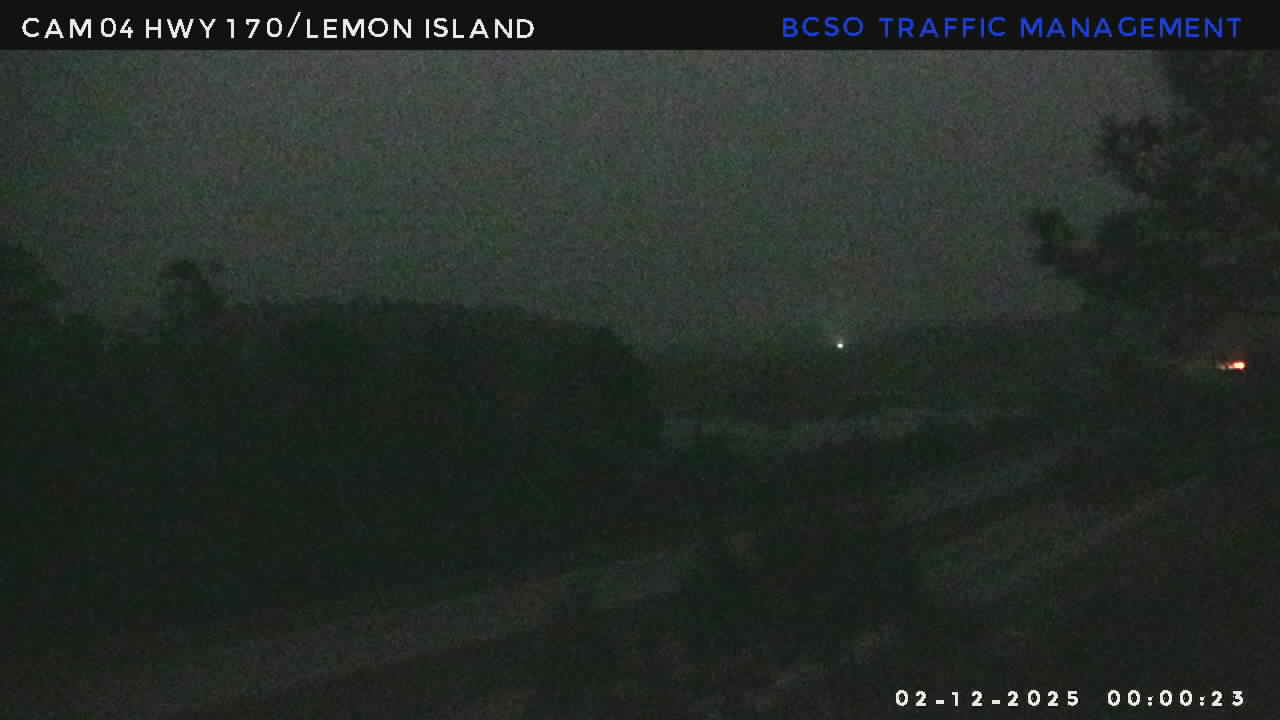 CAM04 HWY 170/LEMON ISLAND
BCSO TRAFFIC MANAGEMENT
02-12-2025 00:00:23